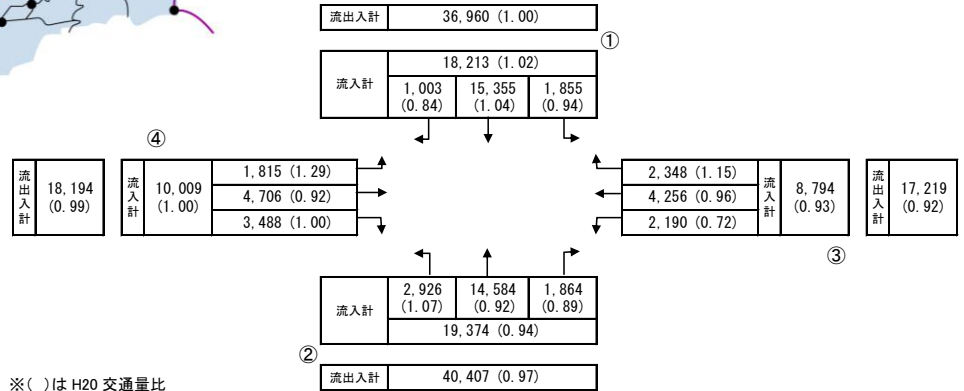 流出入計 36,960 (1.00)
①
流入計 18,213 (1.02)
1,003 15,355 1,855
(0.84) (1.04) (0.94)
④
流出入計 18,194 (0.99)
流入計 10,009 (1.00)
1,815 (1.29)
4,706 (0.92)
3,488 (1.00)
2,348 (1.15)
4,256 (0.96)
2,190 (0.72)
流入計 8,794 (0.93)
流出入計 17,219 (0.92)
③
流入計 2,926 14,584 1,864
(1.07) (0.92) (0.89)
19,374 (0.94)
②
流出入計 40,407 (0.97)
※( )は H20 交通量比